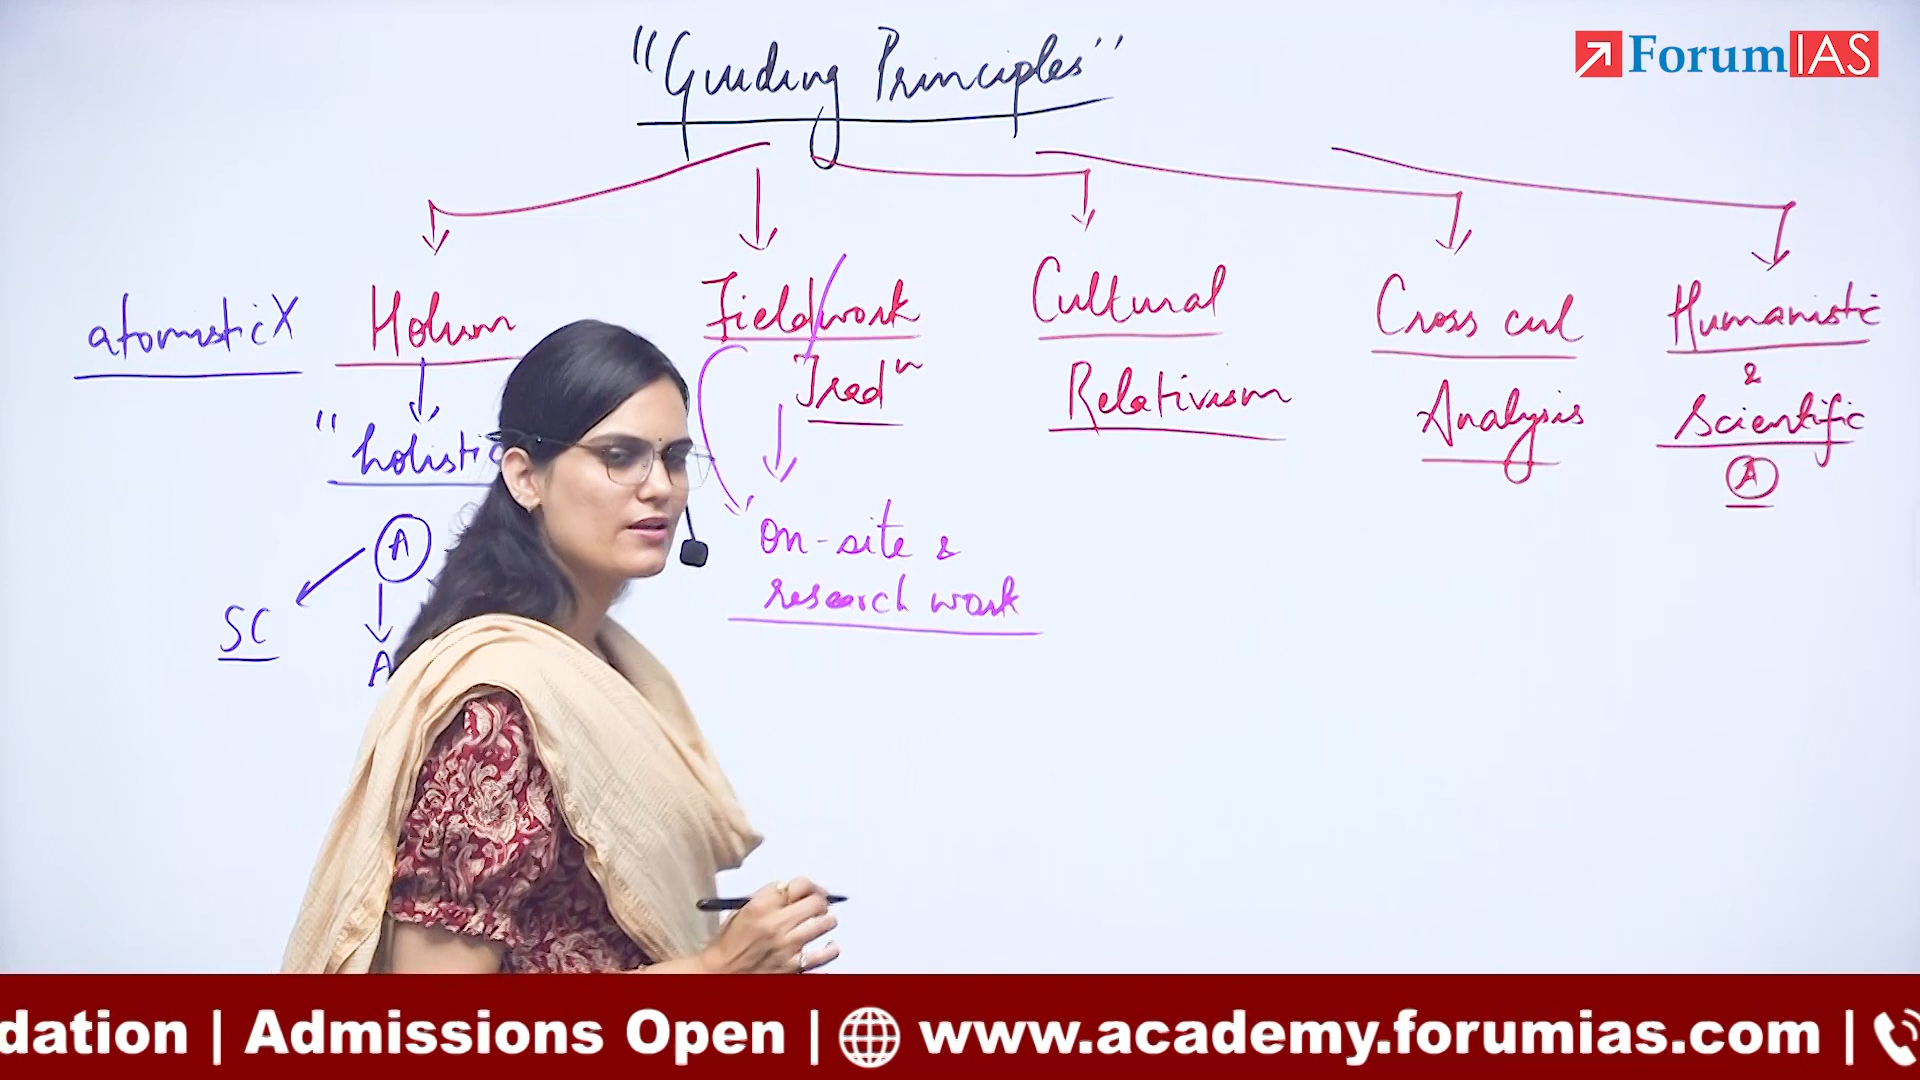 "Guiding Principles"
ForumIAS
atomistic X
Holism
Fieldwork
Tradⁿ
Cultural
Relativism
Cross cul
Analysis
Humanistic
&
Scientific
A
"holistic
A
SC
A
"on-site &
research work
dation | Admissions Open | www.academy.forumias.com |